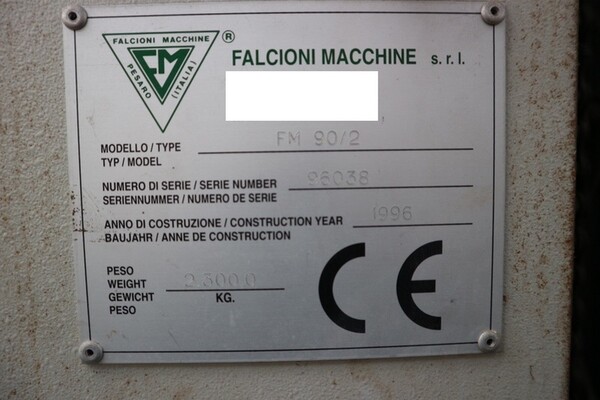 FALCIONI MACCHINE
FM
PESARO
(ITALIA)
®
FALCIONI MACCHINE s. r. l.
MODELLO / TYPE FM 90/2
TYP / MODEL
NUMERO DI SERIE / SERIE NUMBER 96038
SERIENNUMMER / NUMERO DE SERIE
ANNO DI COSTRUZIONE / CONSTRUCTION YEAR 1996
BAUJAHR / ANNE DE CONSTRUCTION
PESO
WEIGHT
GEWICHT KG.
PESO
CE